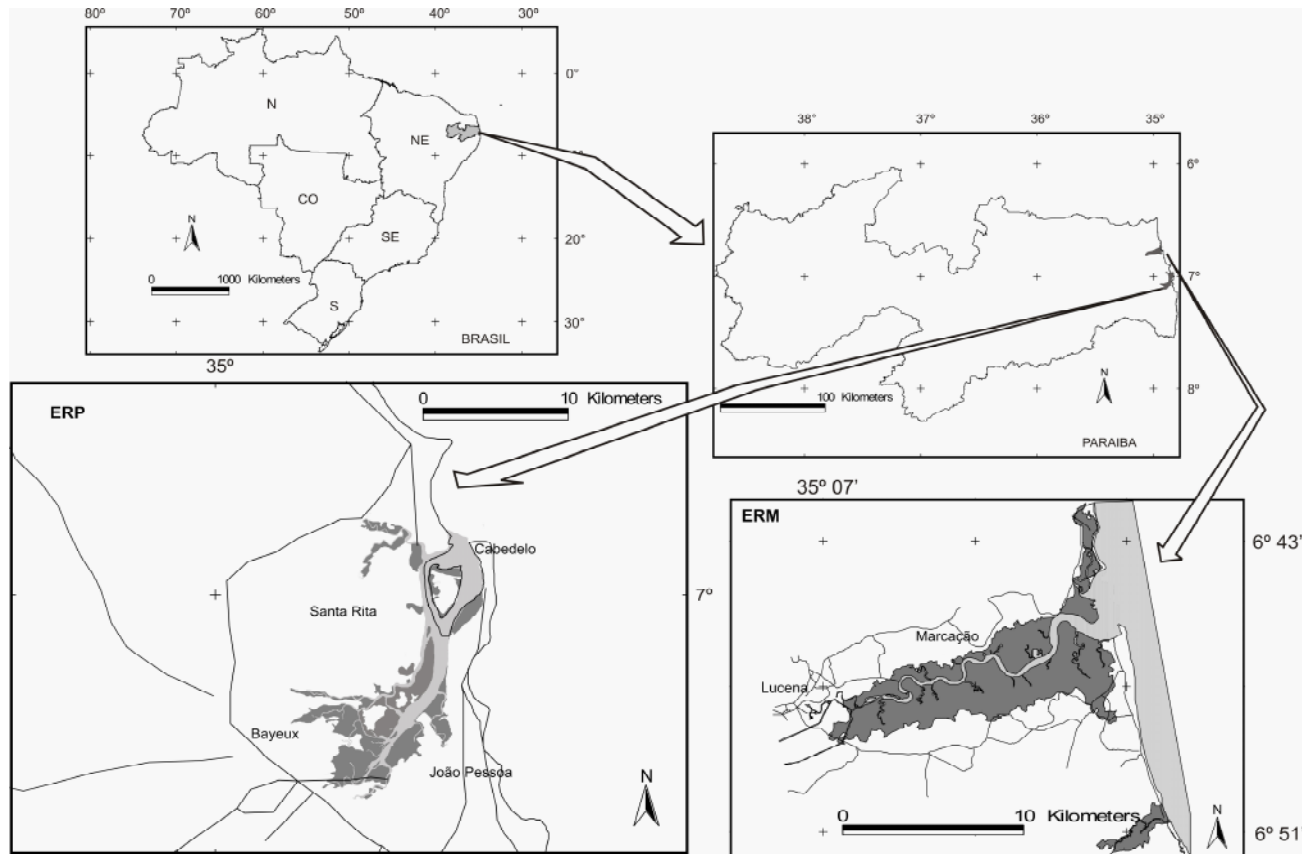 80° 70° 60° 50° 40° 30°
0°
N
NE
CO
SE
20°
N
0 1000 Kilometers
S
BRASIL
30°
38° 37° 36° 35°
6°
7°
N
8°
100 Kilometers
PARAIBA
35º
ERP
0 10 Kilometers
Cabedelo
Santa Rita
7º
Bayeux
João Pessoa
N
35º 07'
ERM
6º 43'
Marcação
Lucena
0 10 Kilometers
N
6º 51'